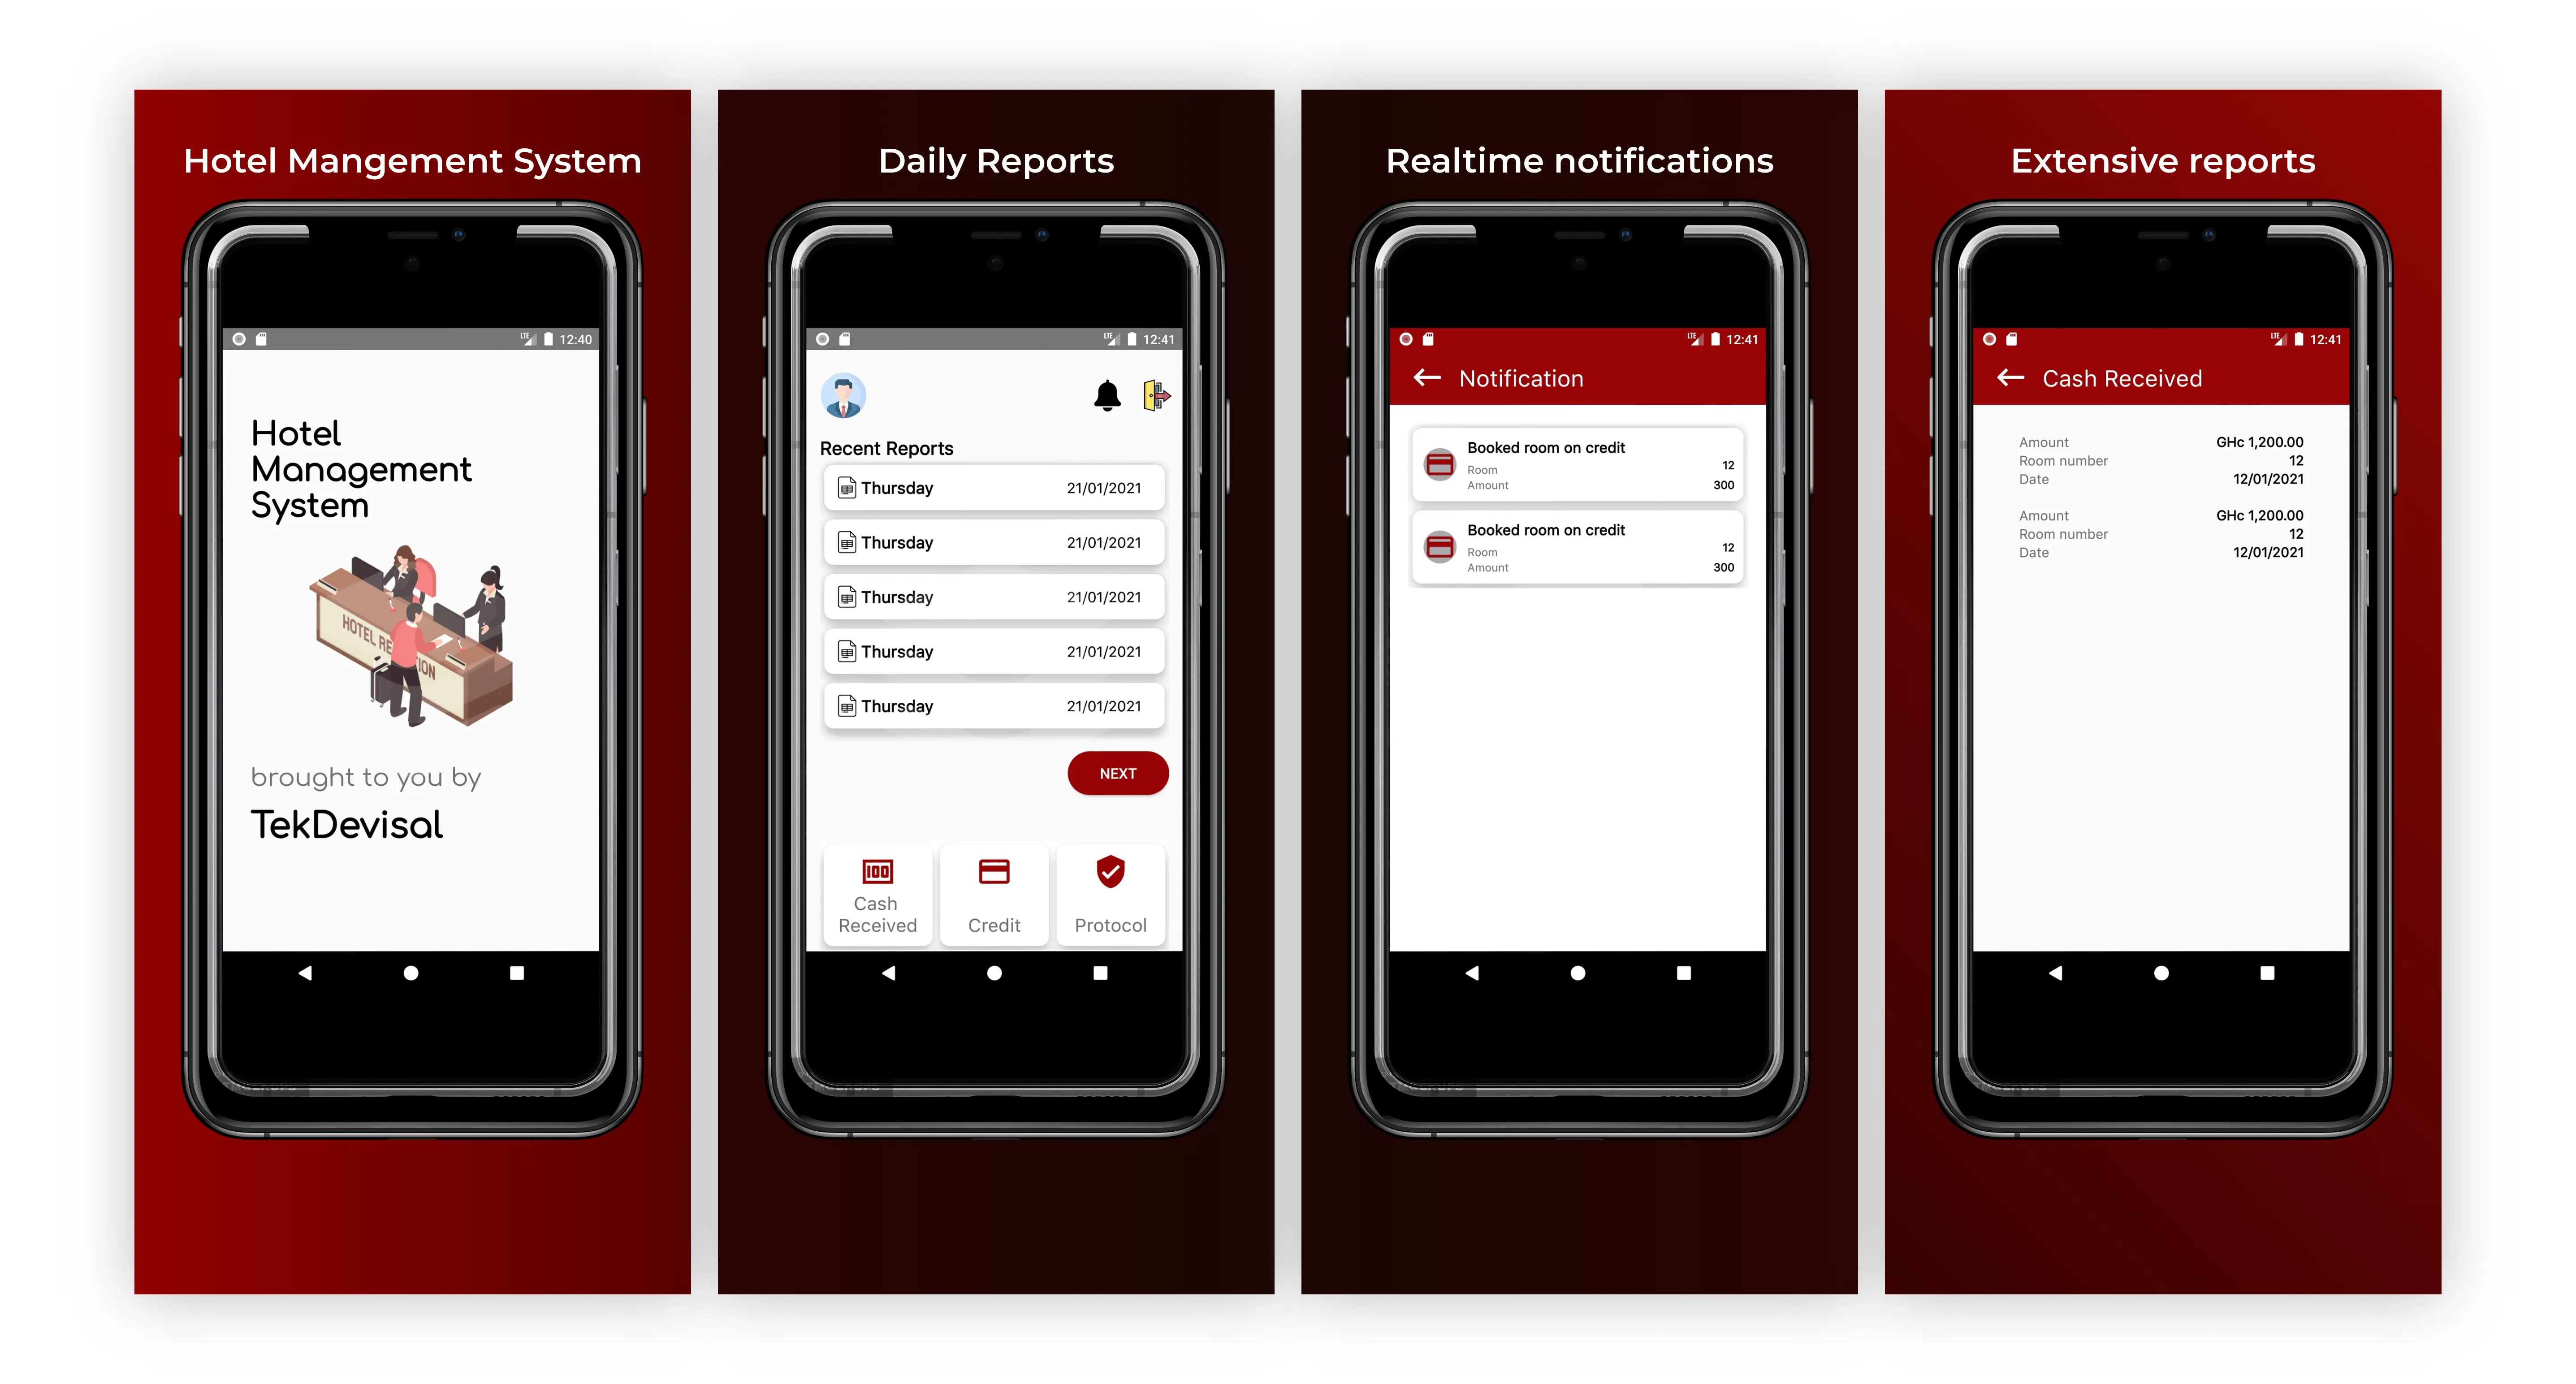 Hotel Mangement System
LTE 12:40
Hotel
Management
System
HOTEL RE ION
brought to you by
TekDevisal
Daily Reports
LTE 12:41
Recent Reports
Thursday 21/01/2021
Thursday 21/01/2021
Thursday 21/01/2021
Thursday 21/01/2021
Thursday 21/01/2021
NEXT
100
Cash
Received
Credit
Protocol
Realtime notifications
LTE 12:41
Notification
Booked room on credit
Room 12
Amount 300
Booked room on credit
Room 12
Amount 300
Extensive reports
LTE 12:41
Cash Received
Amount GHc 1,200.00
Room number 12
Date 12/01/2021
Amount GHc 1,200.00
Room number 12
Date 12/01/2021